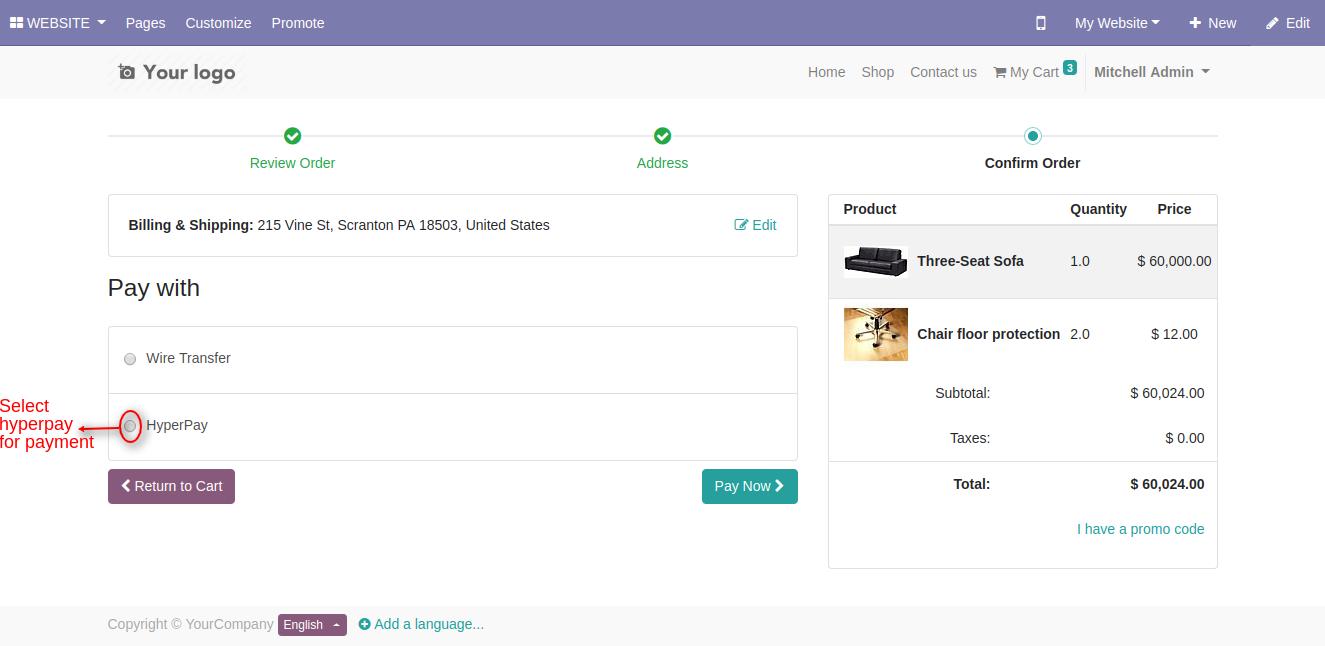 WEBSITE Pages Customize Promote My Website New Edit
Your logo Home Shop Contact us My Cart 3 Mitchell Admin
Review Order Address Confirm Order
Billing & Shipping: 215 Vine St, Scranton PA 18503, United States Edit
Pay with
Wire Transfer
HyperPay
Select
hyperpay
for payment
Return to Cart Pay Now
Product Quantity Price
Three-Seat Sofa 1.0 $ 60,000.00
Chair floor protection 2.0 $ 12.00
Subtotal: $ 60,024.00
Taxes: $ 0.00
Total: $ 60,024.00
I have a promo code
Copyright © YourCompany English Add a language...